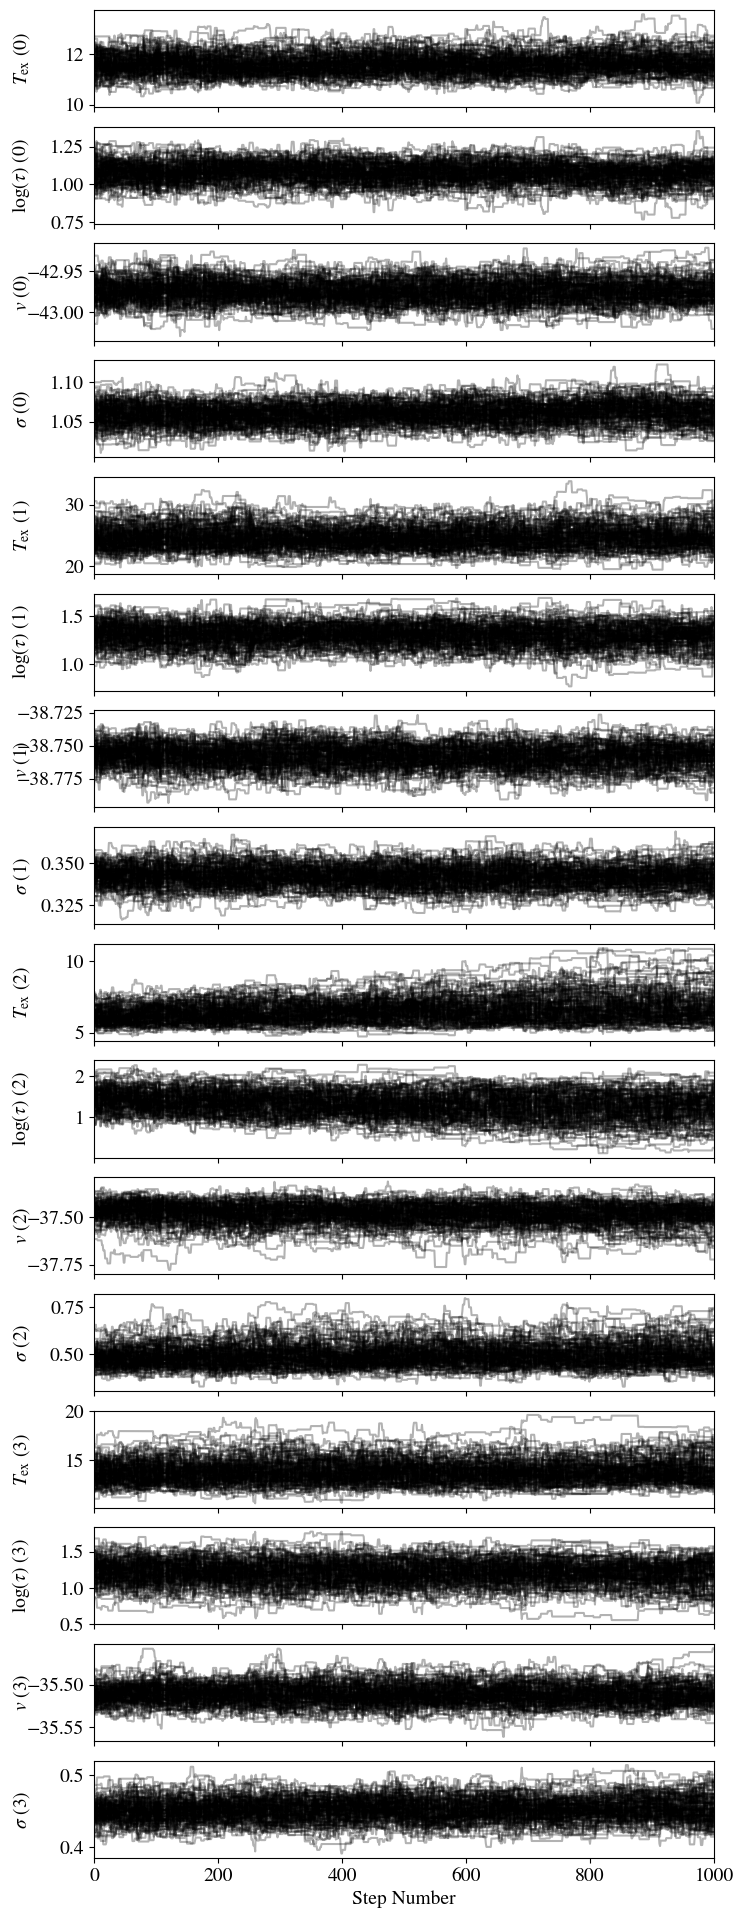 T_ex (0)
12
10
log(τ) (0)
1.25
1.00
0.75
v (0)
−42.95
−43.00
σ (0)
1.10
1.05
T_ex (1)
30
20
log(τ) (1)
1.5
1.0
v (1)
−38.725
−38.750
−38.775
σ (1)
0.350
0.325
T_ex (2)
10
5
log(τ) (2)
2
1
v (2)
−37.50
−37.75
σ (2)
0.75
0.50
T_ex (3)
20
15
log(τ) (3)
1.5
1.0
0.5
v (3)
−35.50
−35.55
σ (3)
0.5
0.4
0 200 400 600 800 1000
Step Number